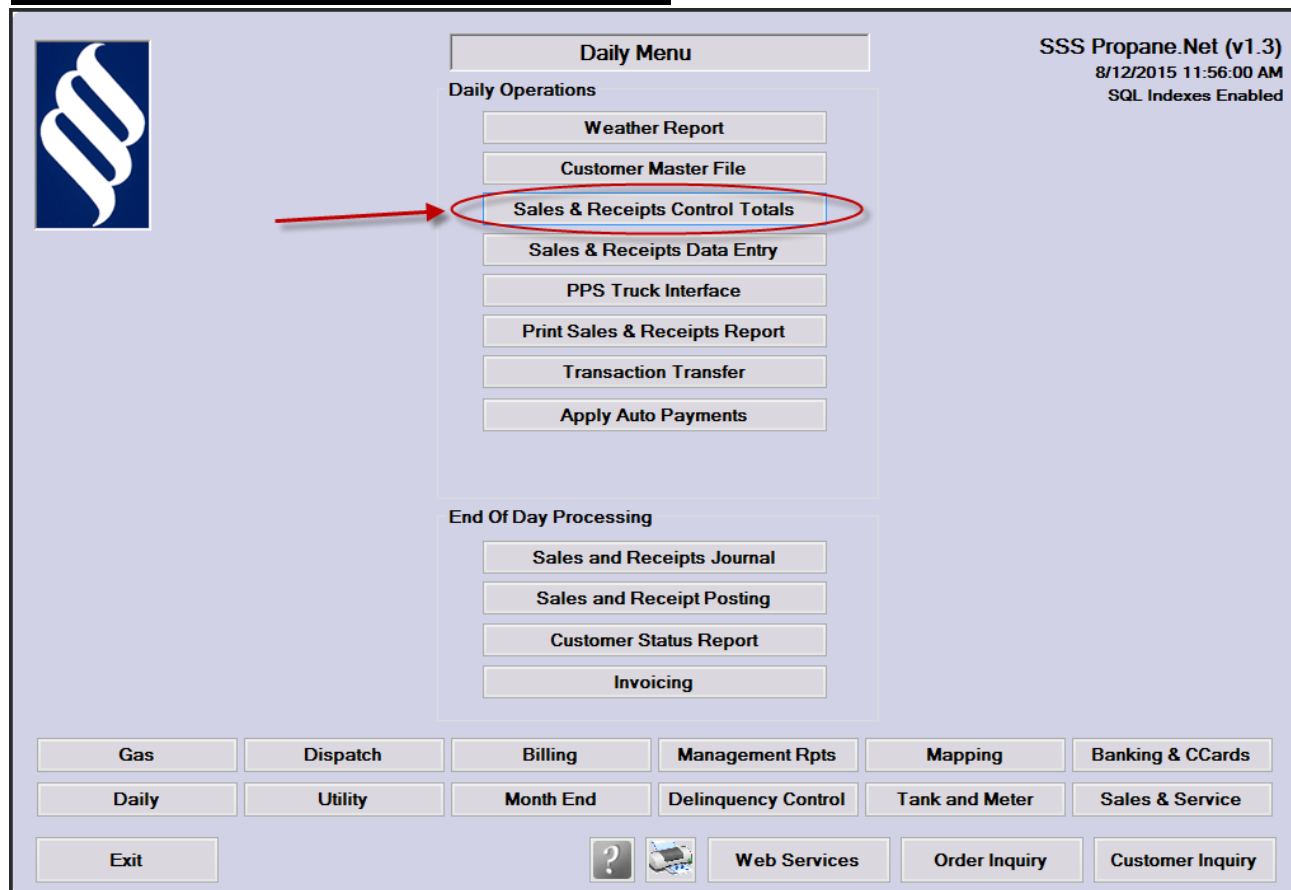 Daily Menu
SSS Propane.Net (v1.3)
8/12/2015 11:56:00 AM
SQL Indexes Enabled
Daily Operations
Weather Report
Customer Master File
Sales & Receipts Control Totals
Sales & Receipts Data Entry
PPS Truck Interface
Print Sales & Receipts Report
Transaction Transfer
Apply Auto Payments
End Of Day Processing
Sales and Receipts Journal
Sales and Receipt Posting
Customer Status Report
Invoicing
Gas Dispatch Billing Management Rpts Mapping Banking & CCards
Daily Utility Month End Delinquency Control Tank and Meter Sales & Service
Exit ? Web Services Order Inquiry Customer Inquiry